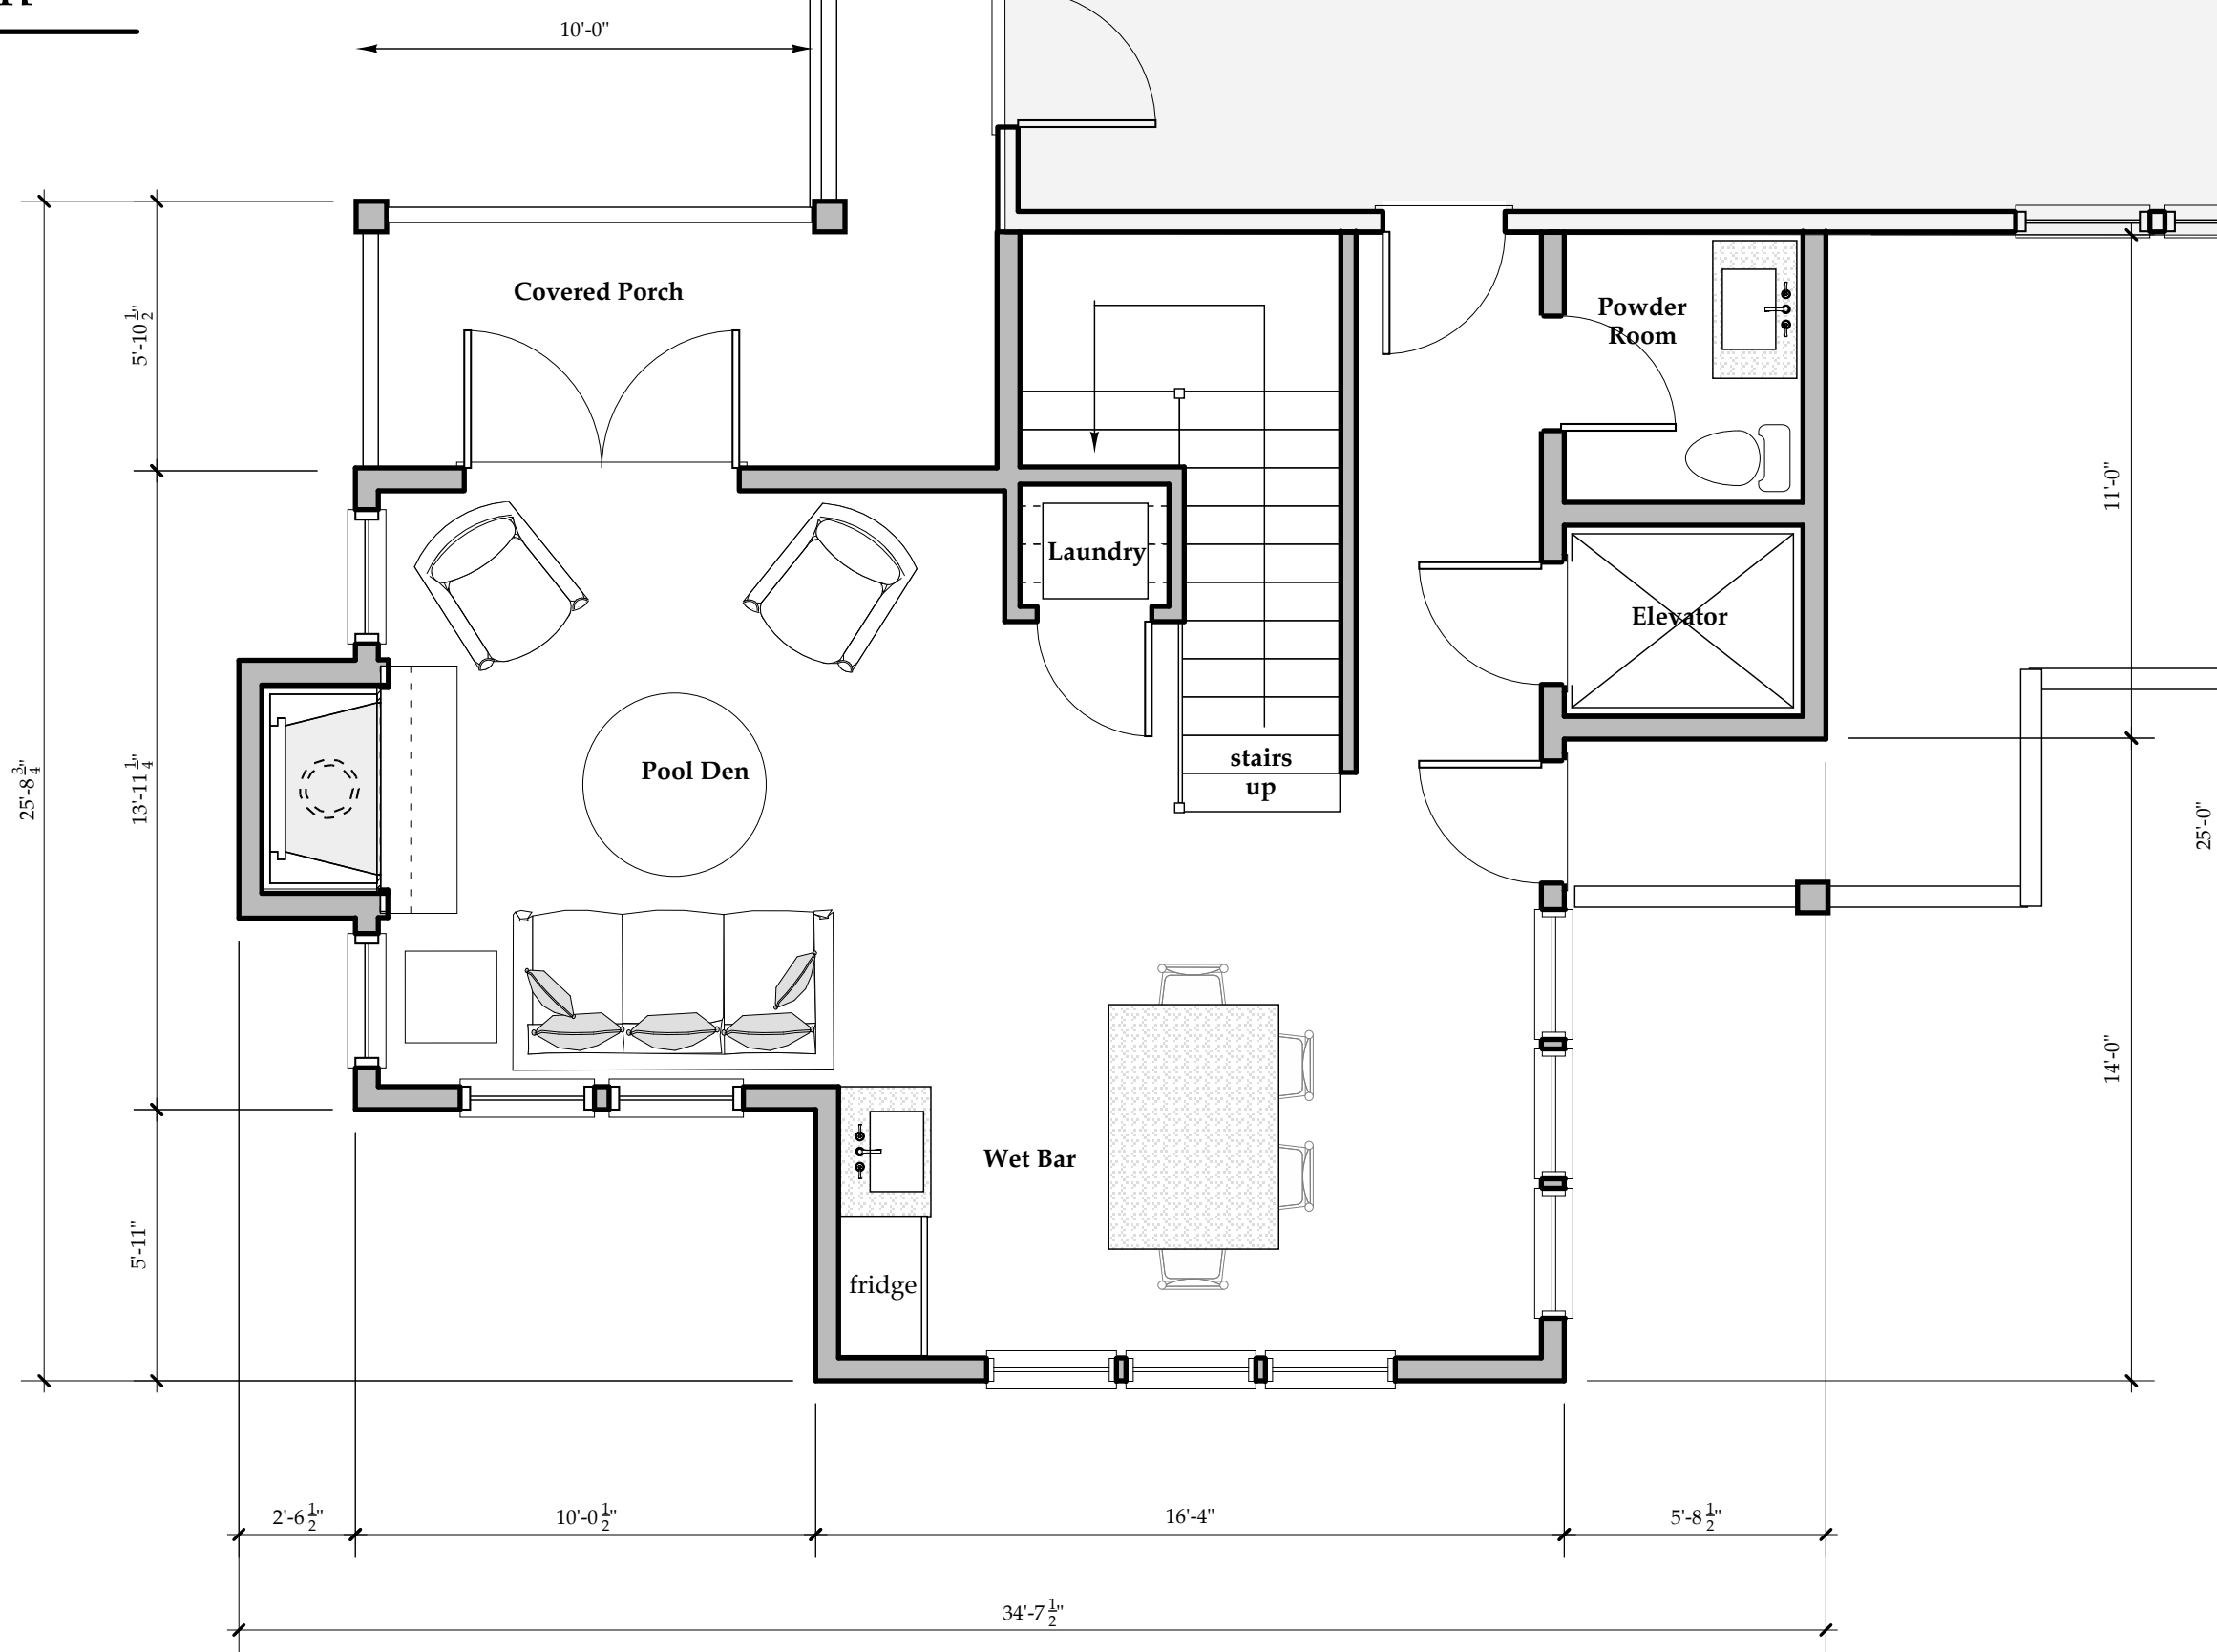 10'-0"
Covered Porch
Powder
Room
5'-10 1/2"
11'-0"
Laundry
Elevator
25'-8 3/4"
13'-11 1/4"
Pool Den
stairs
up
25'-0"
14'-0"
Wet Bar
5'-11"
fridge
2'-6 1/2"
10'-0 1/2"
16'-4"
5'-8 1/2"
34'-7 1/2"